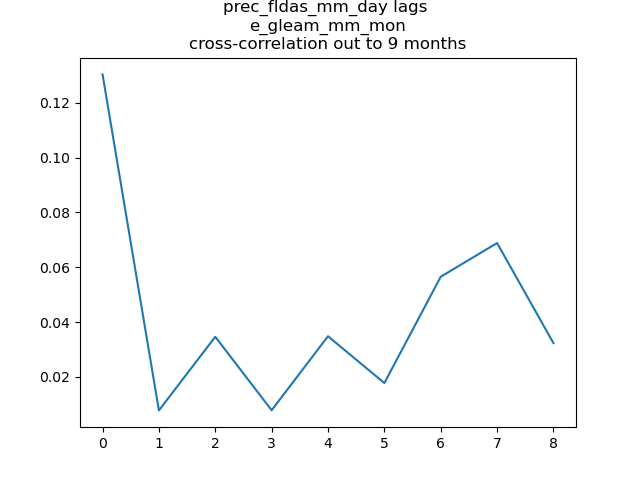 prec_fldas_mm_day lags
e_gleam_mm_mon
cross-correlation out to 9 months
0.12
0.10
0.08
0.06
0.04
0.02
0 1 2 3 4 5 6 7 8